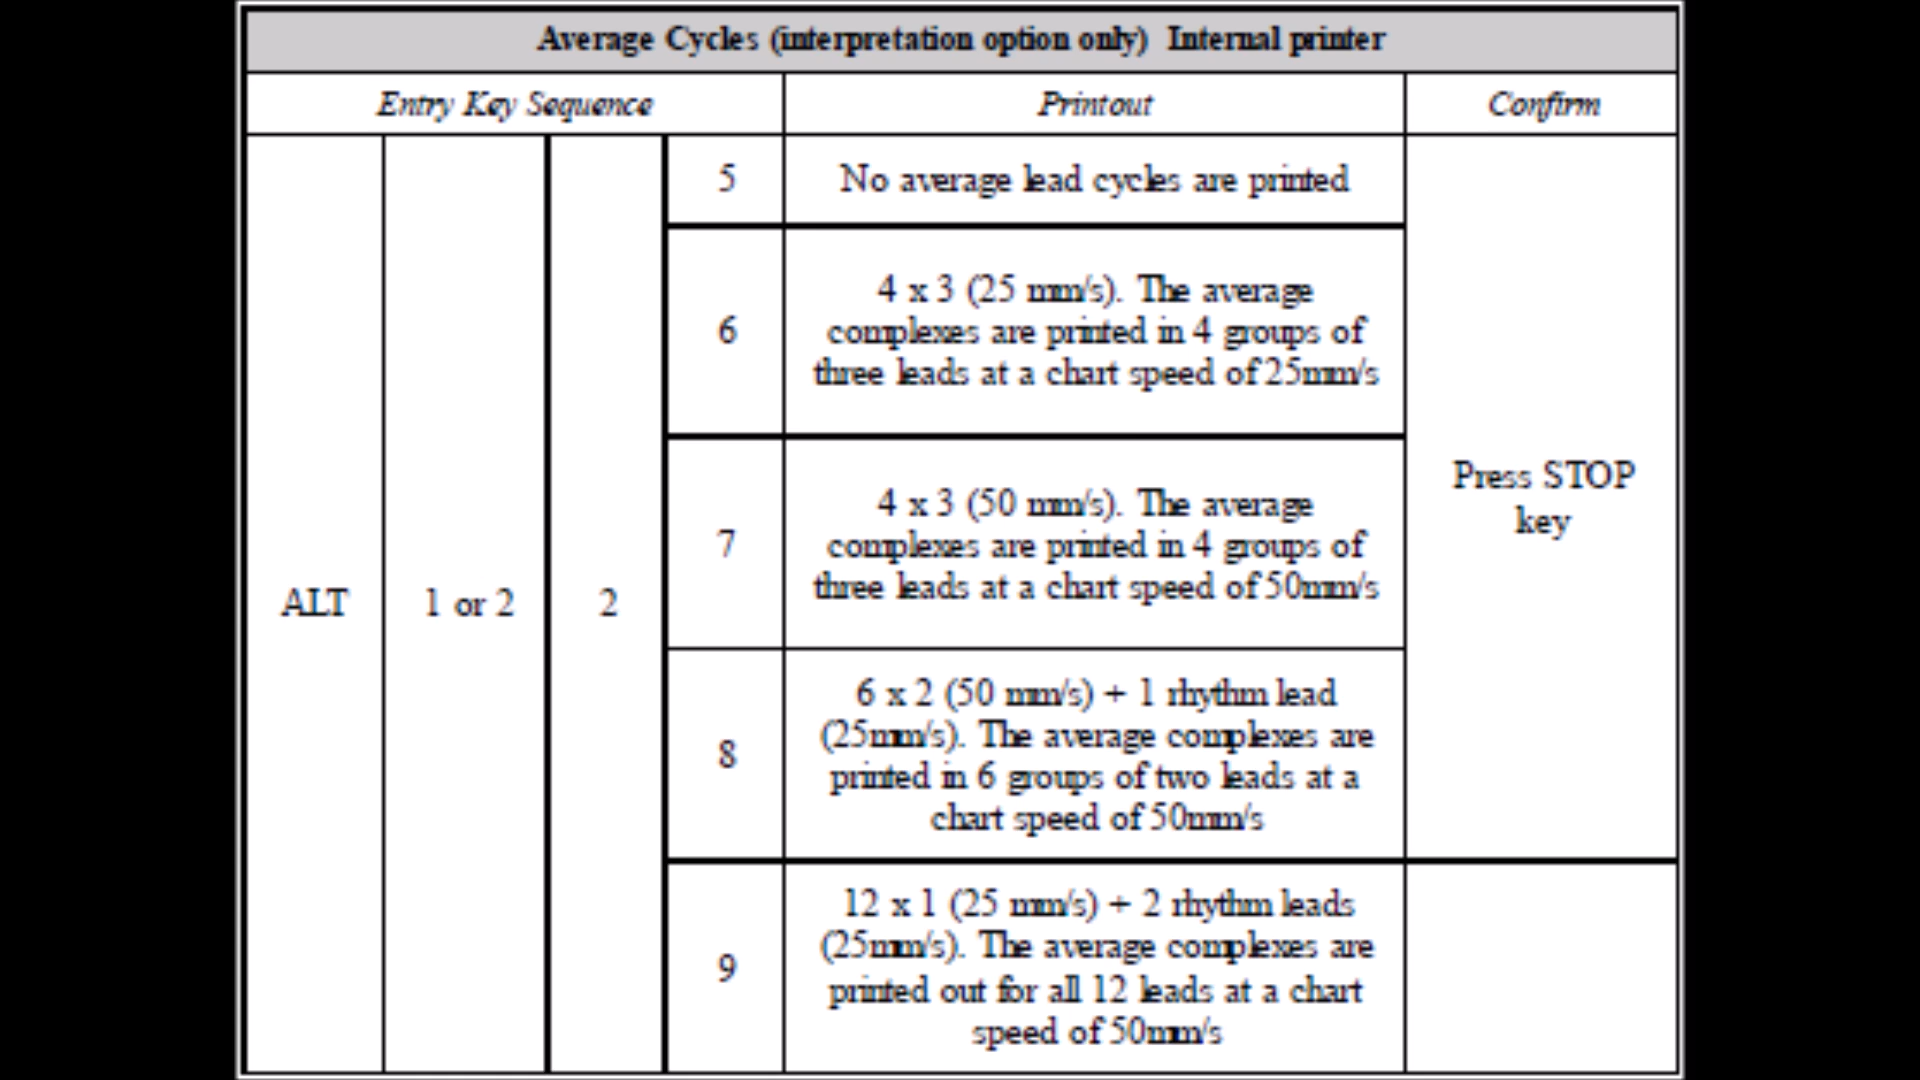 Average Cycles (interpretation option only) Internal printer
Entry Key Sequence Printout Confirm
ALT
1 or 2
2
5
No average lead cycles are printed
6
4 x 3 (25 mm/s). The average
complexes are printed in 4 groups of
three leads at a chart speed of 25mm/s
7
4 x 3 (50 mm/s). The average
complexes are printed in 4 groups of
three leads at a chart speed of 50mm/s
8
6 x 2 (50 mm/s) + 1 rhythm lead
(25mm/s). The average complexes are
printed in 6 groups of two leads at a
chart speed of 50mm/s
9
12 x 1 (25 mm/s) + 2 rhythm leads
(25mm/s). The average complexes are
printed out for all 12 leads at a chart
speed of 50mm/s
Press STOP
key